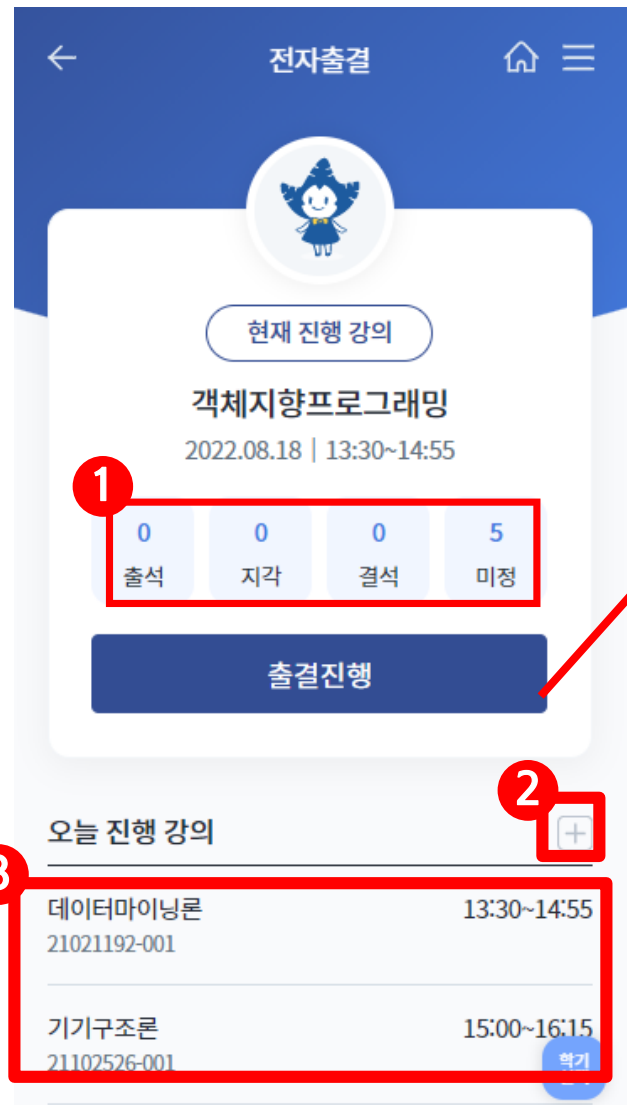 전자출결
현재 진행 강의
객체지향프로그래밍
2022.08.18 | 13:30~14:55
1
0 0 0 5
출석 지각 결석 미정
출결진행
2
오늘 진행 강의
3
데이터마이닝론 13:30~14:55
21021192-001
기기구조론 15:00~16:15
21102526-001
학기